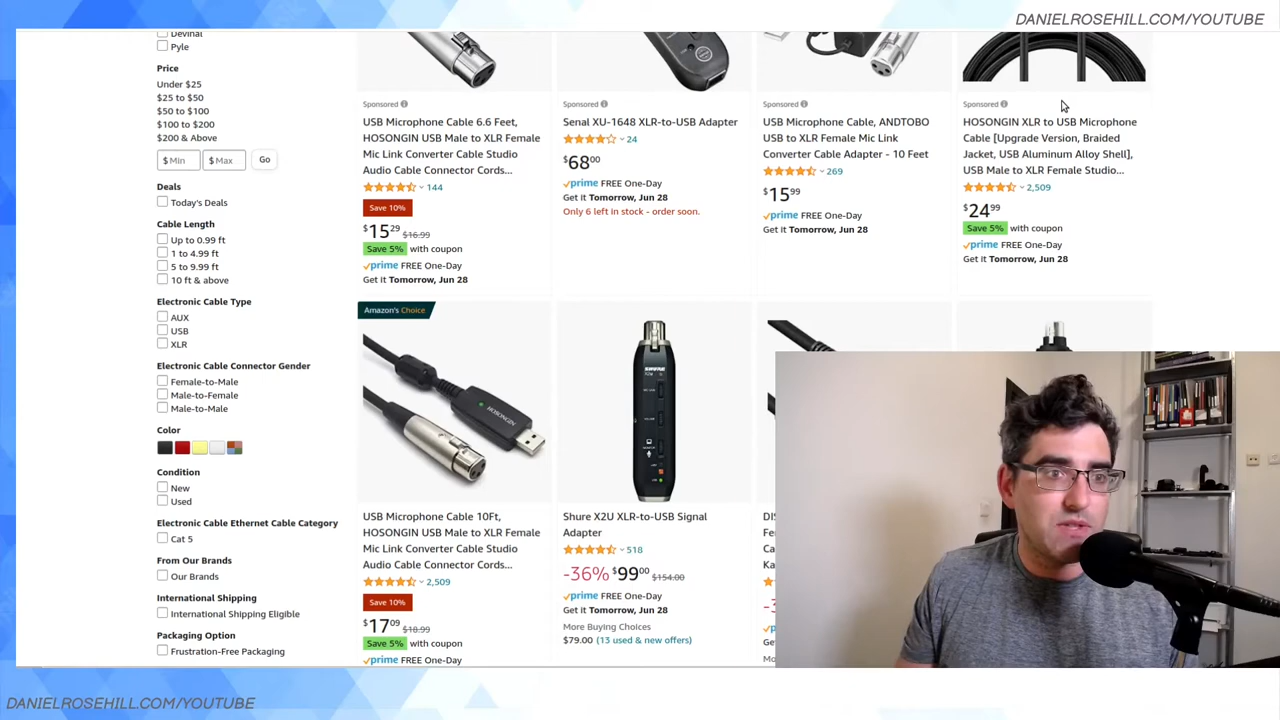 DANIELROSEHILL.COM/YOUTUBE
Devinal
Pyle
Price
Under $25
$25 to $50
$50 to $100
$100 to $200
$200 & Above
$ Min
$ Max
Go
Deals
Today's Deals
Cable Length
Up to 0.99 ft
1 to 4.99 ft
5 to 9.99 ft
10 ft & above
Electronic Cable Type
AUX
USB
XLR
Electronic Cable Connector Gender
Female-to-Male
Male-to-Female
Male-to-Male
Color
Condition
New
Used
Electronic Cable Ethernet Cable Category
Cat 5
From Our Brands
Our Brands
International Shipping
International Shipping Eligible
Packaging Option
Frustration-Free Packaging
Sponsored
USB Microphone Cable 6.6 Feet,
HOSONGIN USB Male to XLR Female
Mic Link Converter Cable Studio
Audio Cable Connector Cords...
144
Save 10%
$15.29 $16.99
Save 5% with coupon
prime FREE One-Day
Get it Tomorrow, Jun 28
Sponsored
Senal XU-1648 XLR-to-USB Adapter
24
$68.00
prime FREE One-Day
Get it Tomorrow, Jun 28
Only 6 left in stock - order soon.
Sponsored
USB Microphone Cable, ANDTOBO
USB to XLR Female Mic Link
Converter Cable Adapter - 10 Feet
269
$15.99
prime FREE One-Day
Get it Tomorrow, Jun 28
Sponsored
HOSONGIN XLR to USB Microphone
Cable [Upgrade Version, Braided
Jacket, USB Aluminum Alloy Shell],
USB Male to XLR Female Studio...
2,509
$24.99
Save 5% with coupon
prime FREE One-Day
Get it Tomorrow, Jun 28
Amazon's Choice
HOSONGIN
USB Microphone Cable 10Ft,
HOSONGIN USB Male to XLR Female
Mic Link Converter Cable Studio
Audio Cable Connector Cords...
2,509
Save 10%
$17.09 $18.99
Save 5% with coupon
prime FREE One-Day
SHURE
Shure X2U XLR-to-USB Signal
Adapter
518
-36% $99.00 $154.00
prime FREE One-Day
Get it Tomorrow, Jun 28
More Buying Choices
$79.00 (13 used & new offers)
DANIELROSEHILL.COM/YOUTUBE